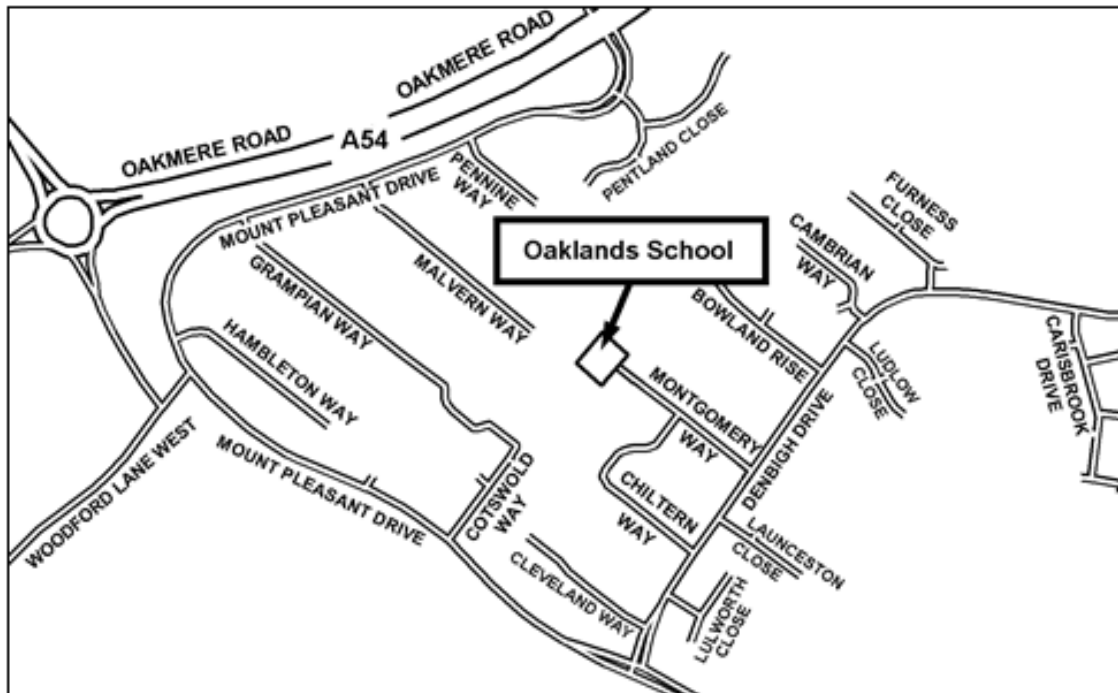 OAKMERE ROAD
OAKMERE ROAD
A54
PENTLAND CLOSE
PENNINE
WAY
MOUNT PLEASANT DRIVE
FURNESS
CLOSE
CAMBRIAN
WAY
Oaklands School
MALVERN WAY
GRAMPIAN WAY
BOWLAND RISE
HAMBLETON WAY
LUDLOW
CLOSE
CARISBROOK
DRIVE
MONTGOMERY
WAY
DENBIGH DRIVE
WOODFORD LANE WEST
MOUNT PLEASANT DRIVE
COTSWOLD
WAY
CHILTERN
WAY
LAUNCESTON
CLOSE
CLEVELAND WAY
LULWORTH
CLOSE